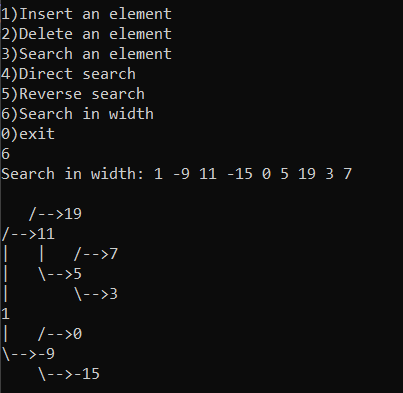 1)Insert an element
2)Delete an element
3)Search an element
4)Direct search
5)Reverse search
6)Search in width
0)exit
6
Search in width: 1 -9 11 -15 0 5 19 3 7

   /-->19
/-->11
|   |   /-->7
|   \-->5
|       \-->3
1
|   /-->0
\-->-9
    \-->-15